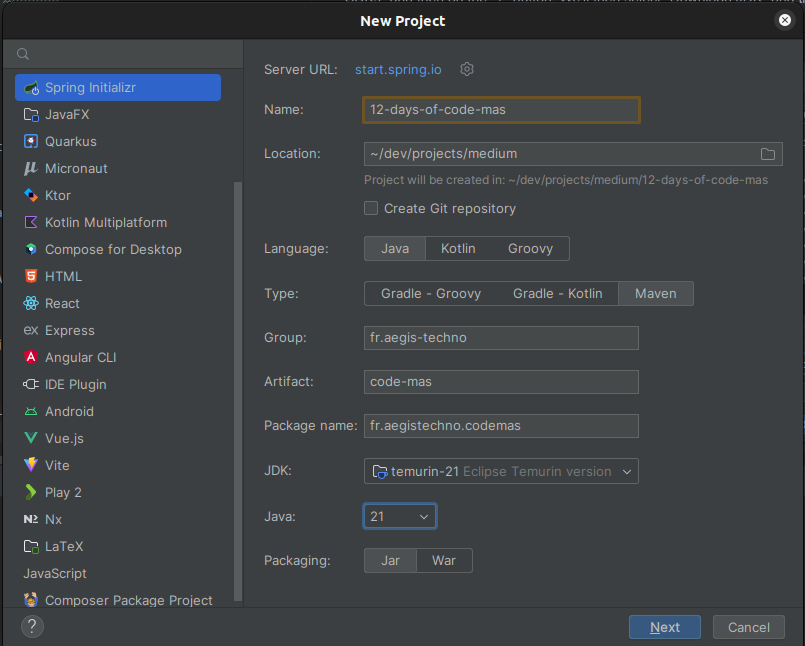 New Project
Spring Initializr
JavaFX
Quarkus
Micronaut
Ktor
Kotlin Multiplatform
Compose for Desktop
HTML
React
Express
Angular CLI
IDE Plugin
Android
Vue.js
Vite
Play 2
Nx
LaTeX
JavaScript
Composer Package Project
Server URL: start.spring.io
Name: 12-days-of-code-mas
Location: ~/dev/projects/medium
Project will be created in: ~/dev/projects/medium/12-days-of-code-mas
Create Git repository
Language: Java Kotlin Groovy
Type: Gradle - Groovy Gradle - Kotlin Maven
Group: fr.aegis-techno
Artifact: code-mas
Package name: fr.aegistechno.codemas
JDK: temurin-21 Eclipse Temurin version
Java: 21
Packaging: Jar War
? Next Cancel